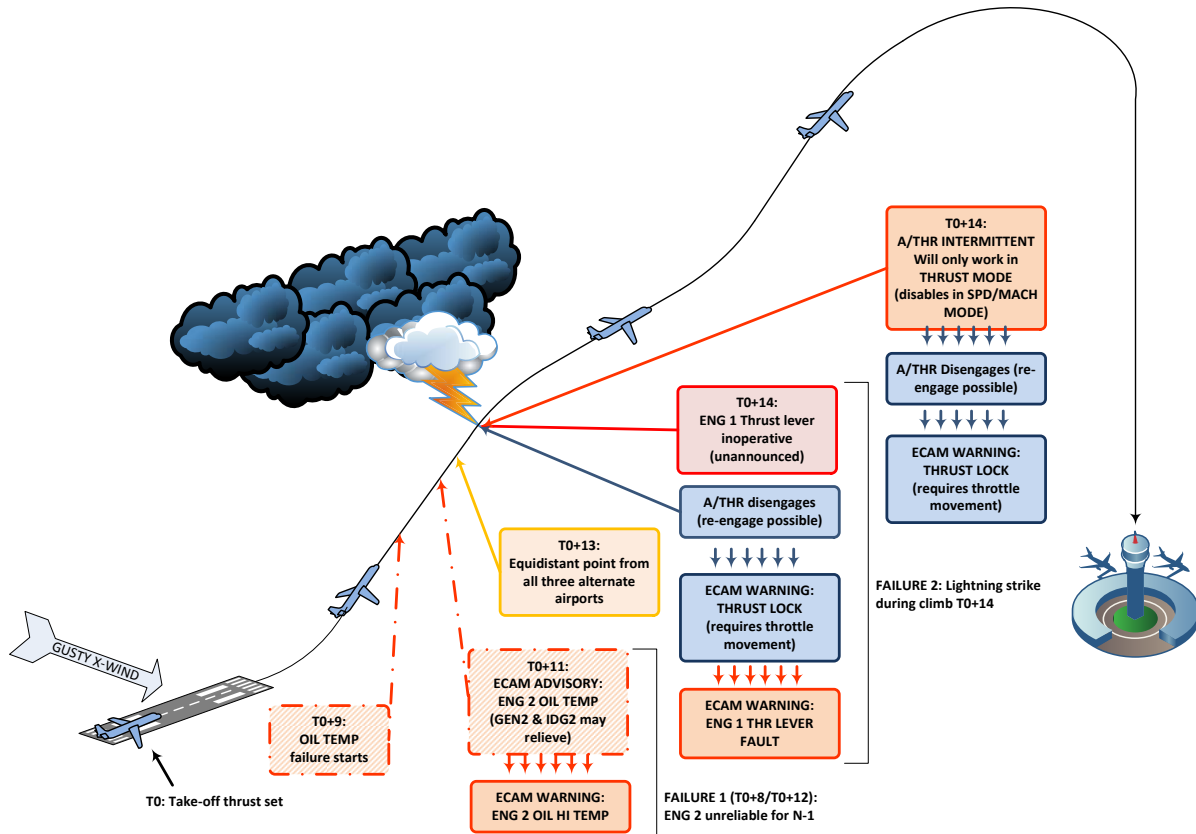 T0+14:
A/THR INTERMITTENT
Will only work in
THRUST MODE
(disables in SPD/MACH
MODE)
A/THR Disengages (re-
engage possible)
ECAM WARNING:
THRUST LOCK
(requires throttle
movement)
T0+14:
ENG 1 Thrust lever
inoperative
(unannounced)
A/THR disengages
(re-engage possible)
ECAM WARNING:
THRUST LOCK
(requires throttle
movement)
ECAM WARNING:
ENG 1 THR LEVER
FAULT
FAILURE 2: Lightning strike
during climb T0+14
T0+13:
Equidistant point from
all three alternate
airports
GUSTY X-WIND
T0+11:
ECAM ADVISORY:
ENG 2 OIL TEMP
(GEN2 & IDG2 may
relieve)
ECAM WARNING:
ENG 2 OIL HI TEMP
FAILURE 1 (T0+8/T0+12):
ENG 2 unreliable for N-1
T0+9:
OIL TEMP
failure starts
T0: Take-off thrust set